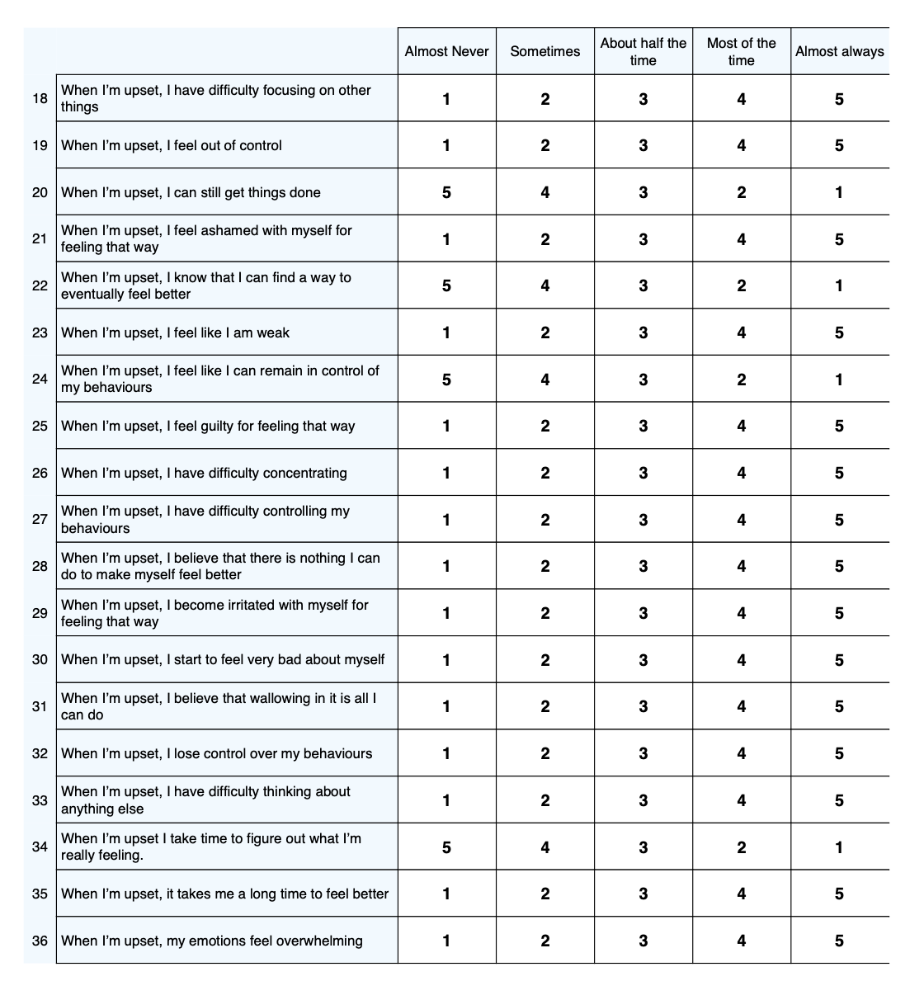 Almost Never Sometimes About half the time Most of the time Almost always
18 When I’m upset, I have difficulty focusing on other
things 1 2 3 4 5
19 When I’m upset, I feel out of control 1 2 3 4 5
20 When I’m upset, I can still get things done 5 4 3 2 1
21 When I’m upset, I feel ashamed with myself for
feeling that way 1 2 3 4 5
22 When I’m upset, I know that I can find a way to
eventually feel better 5 4 3 2 1
23 When I’m upset, I feel like I am weak 1 2 3 4 5
24 When I’m upset, I feel like I can remain in control of
my behaviours 5 4 3 2 1
25 When I’m upset, I feel guilty for feeling that way 1 2 3 4 5
26 When I’m upset, I have difficulty concentrating 1 2 3 4 5
27 When I’m upset, I have difficulty controlling my
behaviours 1 2 3 4 5
28 When I’m upset, I believe that there is nothing I can
do to make myself feel better 1 2 3 4 5
29 When I’m upset, I become irritated with myself for
feeling that way 1 2 3 4 5
30 When I’m upset, I start to feel very bad about myself 1 2 3 4 5
31 When I’m upset, I believe that wallowing in it is all I
can do 1 2 3 4 5
32 When I’m upset, I lose control over my behaviours 1 2 3 4 5
33 When I’m upset, I have difficulty thinking about
anything else 1 2 3 4 5
34 When I’m upset I take time to figure out what I’m
really feeling. 5 4 3 2 1
35 When I’m upset, it takes me a long time to feel better 1 2 3 4 5
36 When I’m upset, my emotions feel overwhelming 1 2 3 4 5